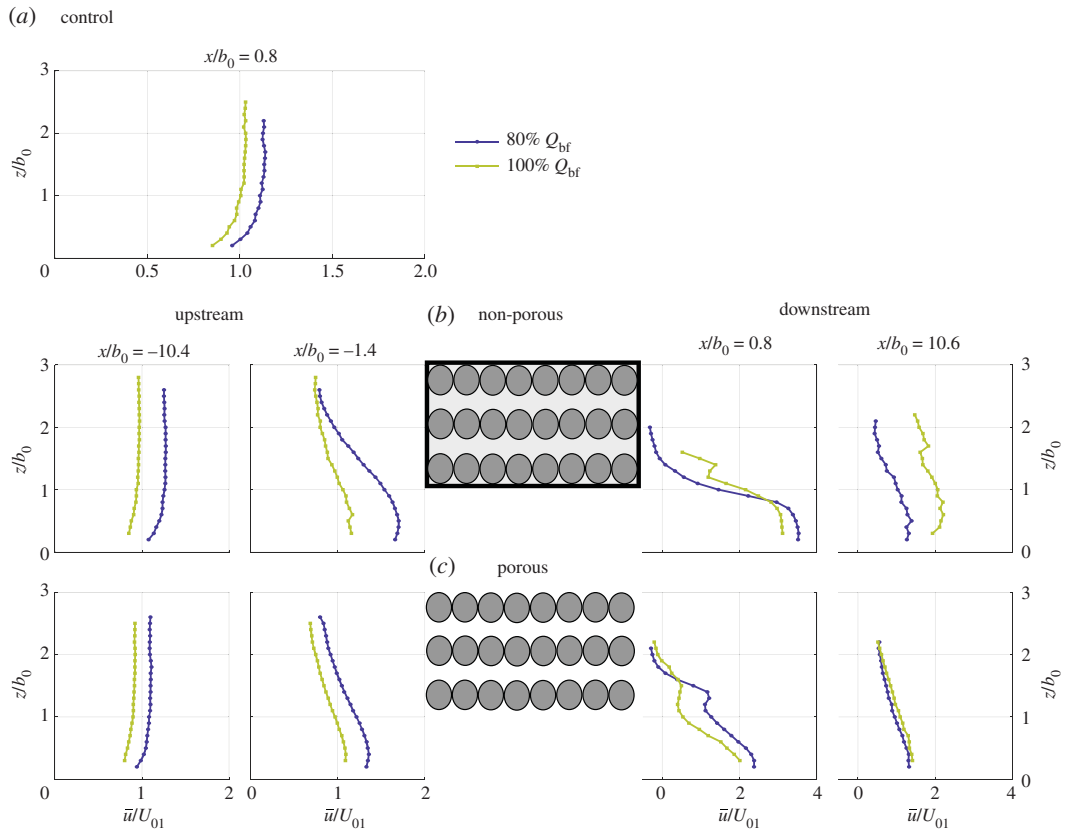 (a) control
x/b0 = 0.8
3
2
1
0
z/b0
0.5
1.0
1.5
2.0
80% Qbf
100% Qbf
upstream
(b) non-porous
downstream
x/b0 = –10.4
x/b0 = –1.4
x/b0 = 0.8
x/b0 = 10.6
3
2
1
0
z/b0
3
2
1
0
z/b0
(c) porous
3
2
1
0
z/b0
3
2
1
0
z/b0
0 1 2
0 1 2
0 2 4
0 2 4
u̅/U01
u̅/U01
u̅/U01
u̅/U01